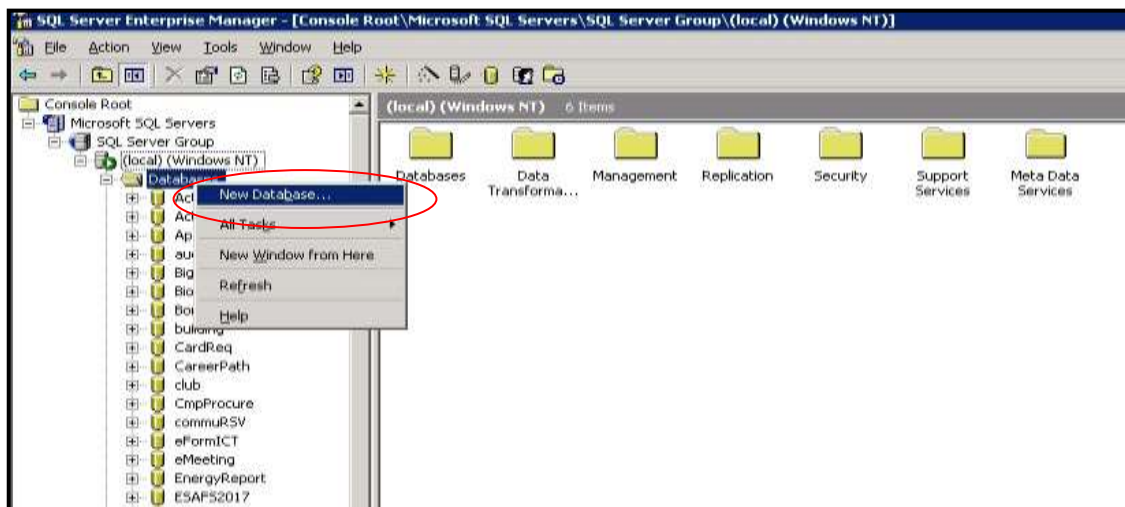 SQL Server Enterprise Manager - [Console Root\Microsoft SQL Servers\SQL Server Group\(local) (Windows NT)]
File Action View Tools Window Help
Console Root
Microsoft SQL Servers
SQL Server Group
(local) (Windows NT)
New Database...
All Tasks
New Window from Here
Refresh
Help
building
CardReq
CareerPath
club
CmpProcure
commuRSV
eFormICT
eMeeting
EnergyReport
ESAFS2017
(local) (Windows NT) 6 Items
Databases
Data Transforma...
Management
Replication
Security
Support Services
Meta Data Services